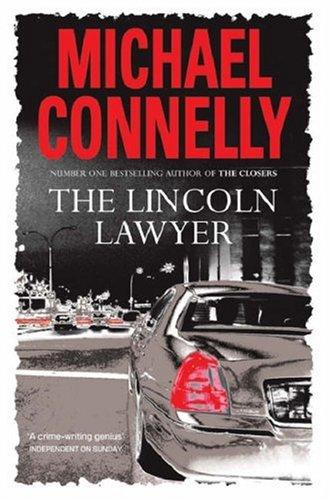 MICHAEL
CONNELLY
NUMBER ONE BESTSELLING AUTHOR OF THE CLOSERS
THE LINCOLN
LAWYER
'A crime-writing genius'
INDEPENDENT ON SUNDAY